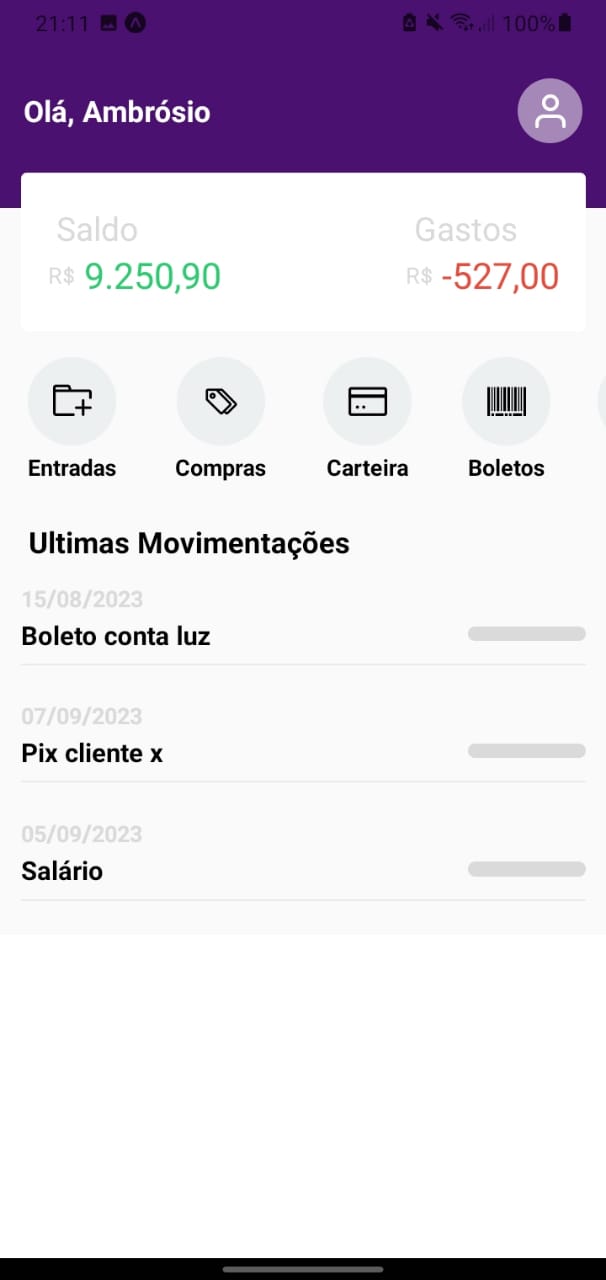 21:11 100%
Olá, Ambrósio
Saldo Gastos
R$ 9.250,90 R$ -527,00
Entradas Compras Carteira Boletos
Ultimas Movimentações
15/08/2023
Boleto conta luz
07/09/2023
Pix cliente x
05/09/2023
Salário